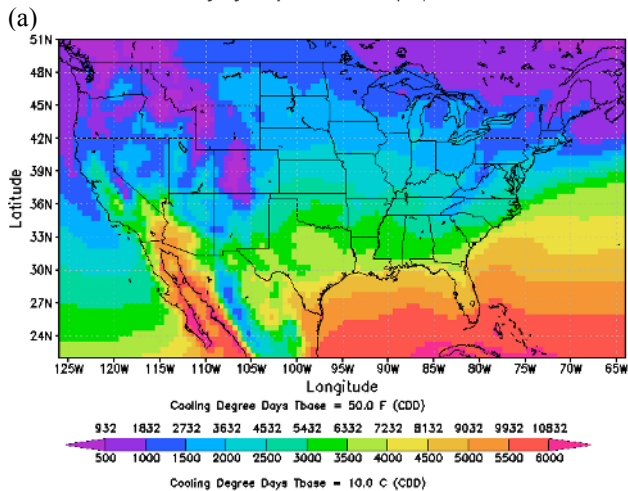 (a)
51N
48N
45N
42N
39N
36N
33N
30N
27N
24N
Latitude
125W 120W 115W 110W 105W 100W 95W 90W 85W 80W 75W 70W 65W
Longitude
Cooling Degree Days Tbase = 50.0 F (CDD)
932 1832 2732 3632 4532 5432 6332 7232 8132 9032 9932 10832
500 1000 1500 2000 2500 3000 3500 4000 4500 5000 5500 6000
Cooling Degree Days Tbase = 10.0 C (CDD)